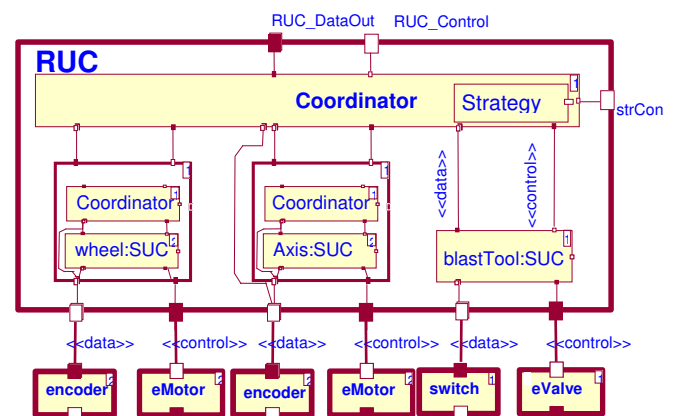 RUC_DataOut RUC_Control
RUC
1
Coordinator
Strategy
strCon
<<data>>
<<control>>
1
1
Coordinator
1
Coordinator
1
wheel:SUC
2
Axis:SUC
2
blastTool:SUC
1
<<data>> <<control>> <<data>> <<control>> <<data>> <<control>>
encoder 2
eMotor 2
encoder 2
eMotor 2
switch 1
eValve 1